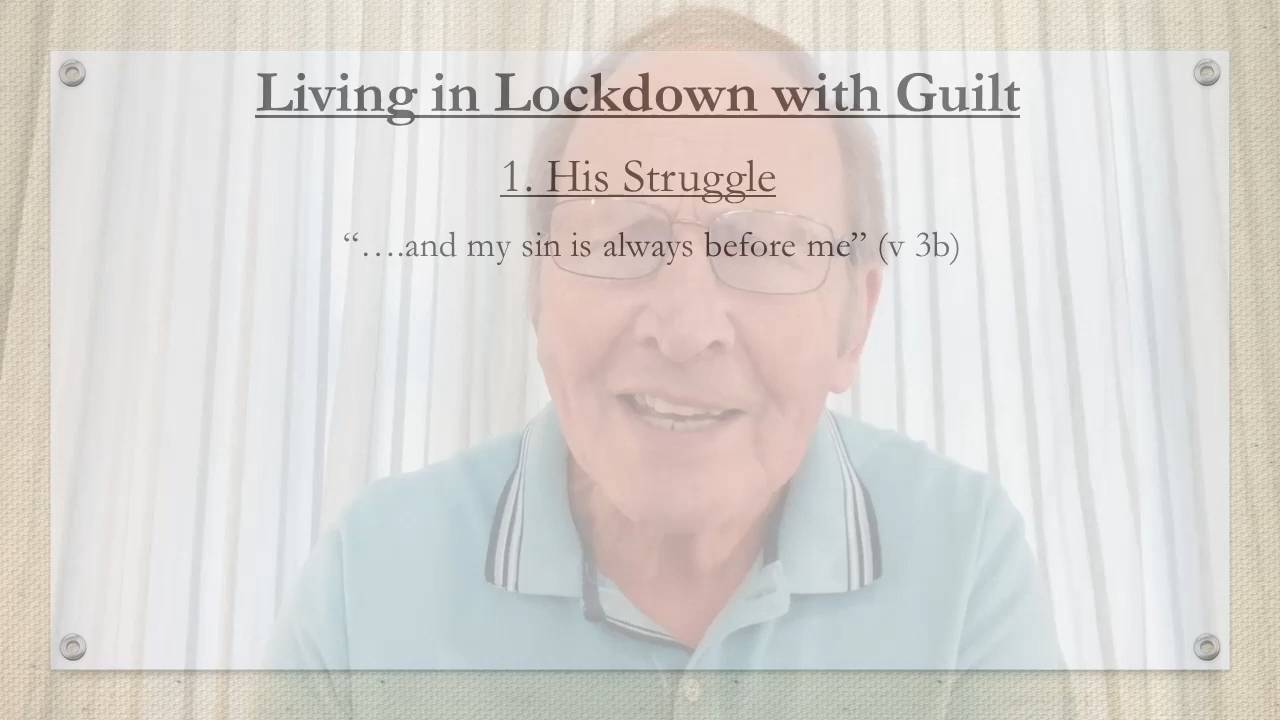 Living in Lockdown with Guilt
1. His Struggle
“….and my sin is always before me” (v 3b)